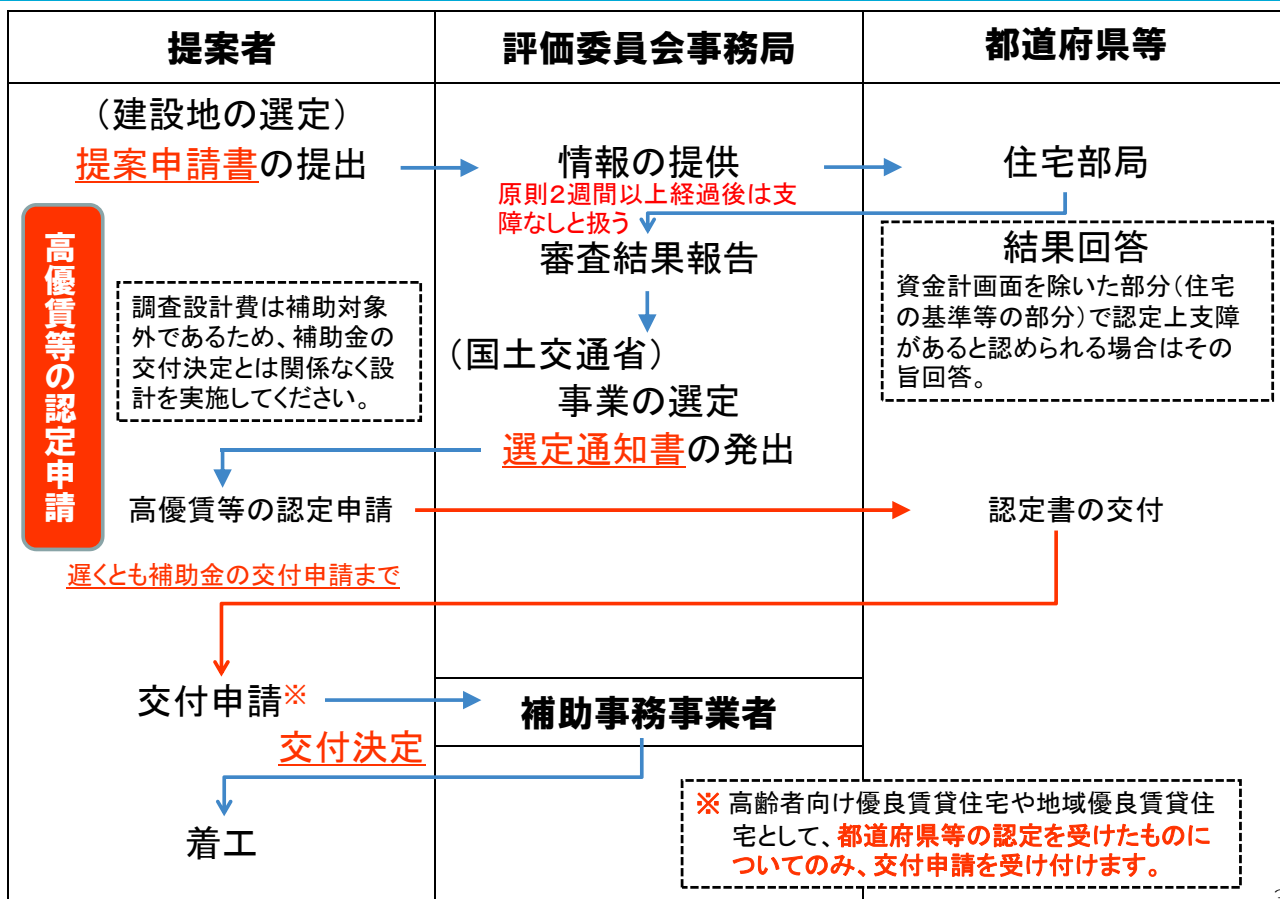 提案者
評価委員会事務局
都道府県等
（建設地の選定）
提案申請書の提出
情報の提供
住宅部局
原則２週間以上経過後は支
障なしと扱う
審査結果報告
結果回答
資金計画面を除いた部分（住宅
の基準等の部分）で認定上支障
があると認められる場合はその
旨回答。
高優賃等の認定申請
調査設計費は補助対象
外であるため、補助金の
交付決定とは関係なく設
計を実施してください。
（国土交通省）
事業の選定
選定通知書の発出
高優賃等の認定申請
認定書の交付
遅くとも補助金の交付申請まで
交付申請※
補助事務事業者
交付決定
着工
※ 高齢者向け優良賃貸住宅や地域優良賃貸住
宅として、都道府県等の認定を受けたものに
ついてのみ、交付申請を受け付けます。